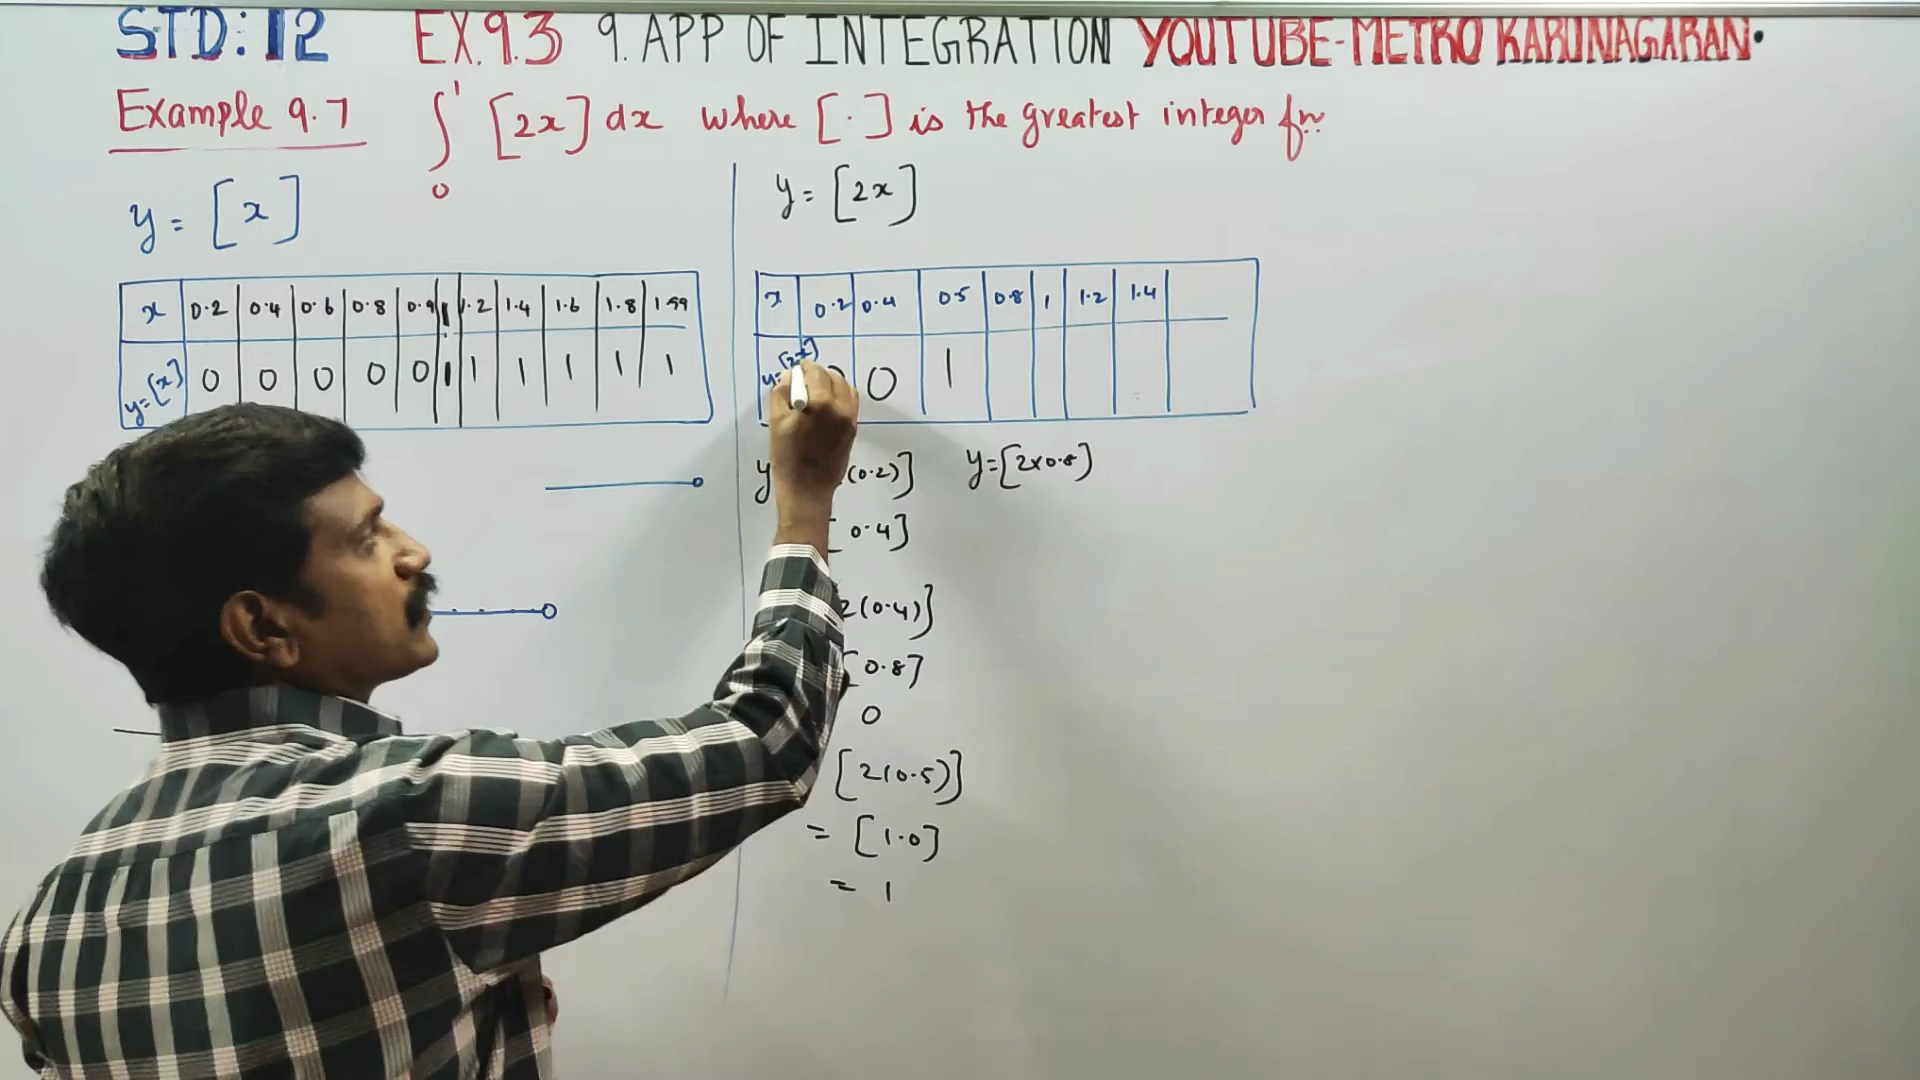 STD: 12 EX.9.3 9. APP OF INTEGRATION YOUTUBE-METRO KARUNAGARAN.
Example 9.7 ∫₀¹ [2x] dx where [·] is the greatest integer fn
y = [x]
x 0.2 0.4 0.6 0.8 0.9 1 1.2 1.4 1.6 1.8 1.99
y=[x] 0 0 0 0 0 1 1 1 1 1 1
y = [2x]
x 0.2 0.4 0.5 0.8 1 1.2 1.4
y=[2x] 0 0 1
y (0.2)]
[0.4]
2(0.4)]
[0.8]
0
[2(0.5)]
= [1.0]
= 1
y=[2×0.8]